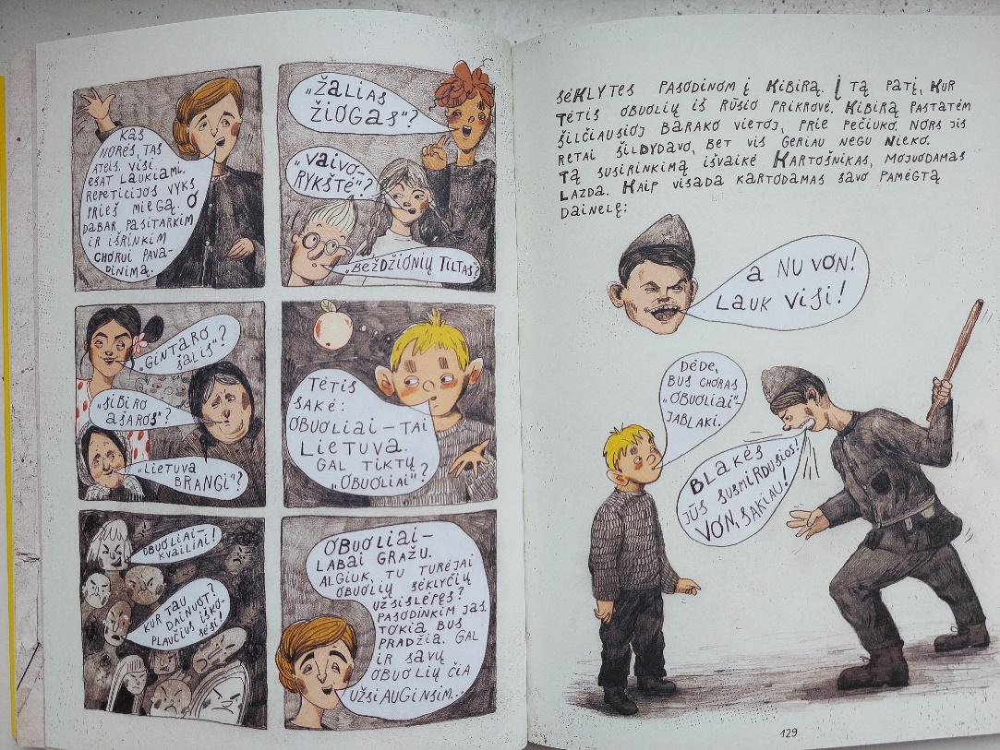 KAS
NORĖS, TAS
ATEIS. VISI
ESAT LAUKIAMI.
REPETICIJOS VYKS
PRIEŠ MIEGĄ. O
DABAR PASITARKIM
IR IŠRINKIM
CHORUI PAVA-
DINIMĄ.
„ŽALIAS
ŽIOGAS“?
„VAIVO-
RYKŠTĖ“?
„BEŽDŽIONIŲ TILTAS“?
„GINTARO
ŠALIS“?
„SIBIRO
AŠAROS“?
„LIETUVA
BRANGI“?
TĖTIS
SAKĖ:
OBUOLIAI – TAI
LIETUVA.
GAL TIKTŲ
„OBUOLIAI“?
OBUOLIAI –
KVAILIAI!
KUR TAU
DAINUOT?
PLAUČIUS IŠKO-
SĖSI!
OBUOLIAI –
LABAI GRAŽU.
ALGIUK, TU TURĖJAI
OBUOLIŲ SĖKLYČIŲ
UŽSISLĖPĘS?
PASODINKIM JAS.
TOKIA BUS
PRADŽIA. GAL
IR SAVŲ
OBUOLIŲ ČIA
UŽSIAUGINSIM...
SĖKLYTES PASODINOM Į KIBIRĄ. Į TĄ PATĮ, KUR
TĖTIS OBUOLIŲ IŠ RŪSIO PRIKROVĖ. KIBIRĄ PASTATĖM
ŠILČIAUSIOJ BARAKO VIETOJ, PRIE PEČIUKO. NORS JIS
RETAI ŠILDYDAVO, BET VIS GERIAU NEGU NIEKO.
TĄ SUSIRINKIMĄ IŠVAIKĖ KARTOŠNIKAS, MOJUODAMAS
LAZDA. KAIP VISADA KARTODAMAS SAVO PAMĖGTĄ
DAINELĘ:
A NU VON!
LAUK VISI!
DĖDE,
BUS CHORAS
„OBUOLIAI“–
JABLAKI.
BLAKĖS
JŪS SUSMIRDUSIOS!
VON, SAKIAU!
129